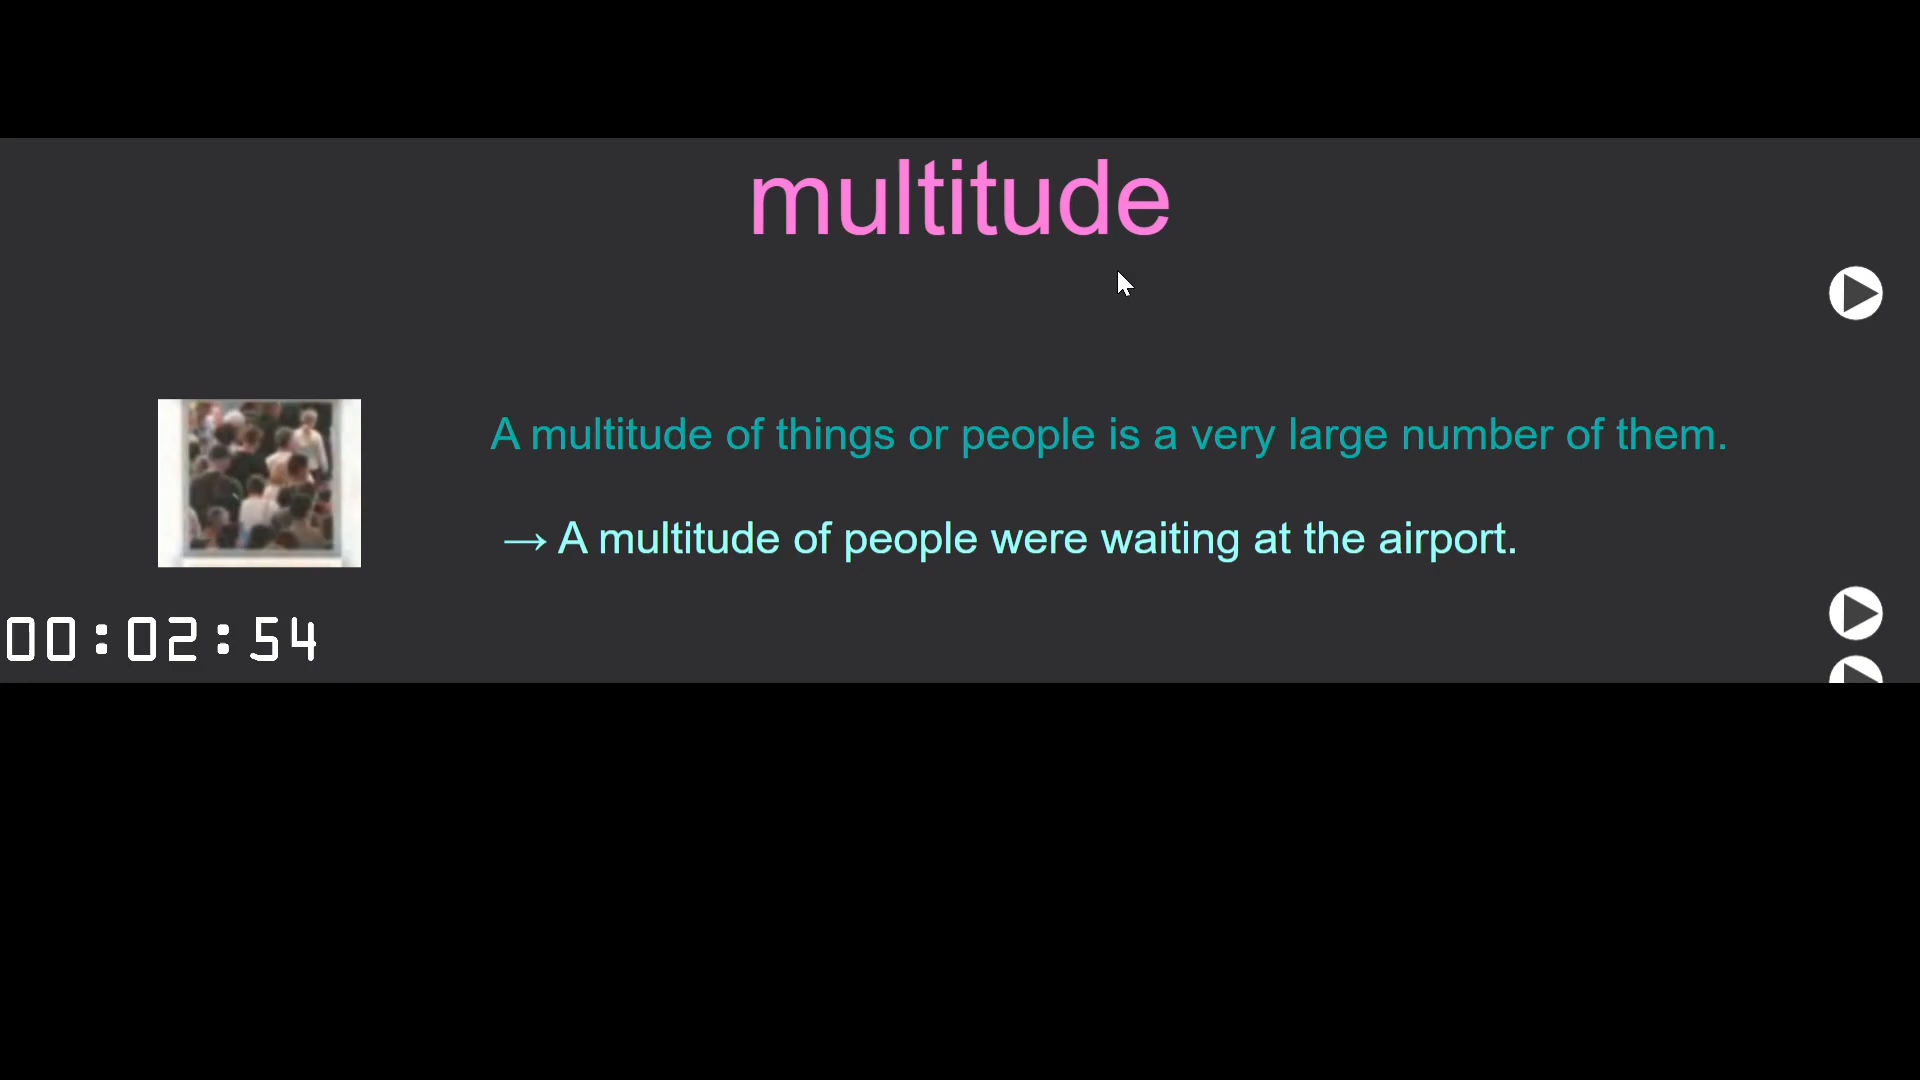 multitude
A multitude of things or people is a very large number of them.
→ A multitude of people were waiting at the airport.
00:02:54